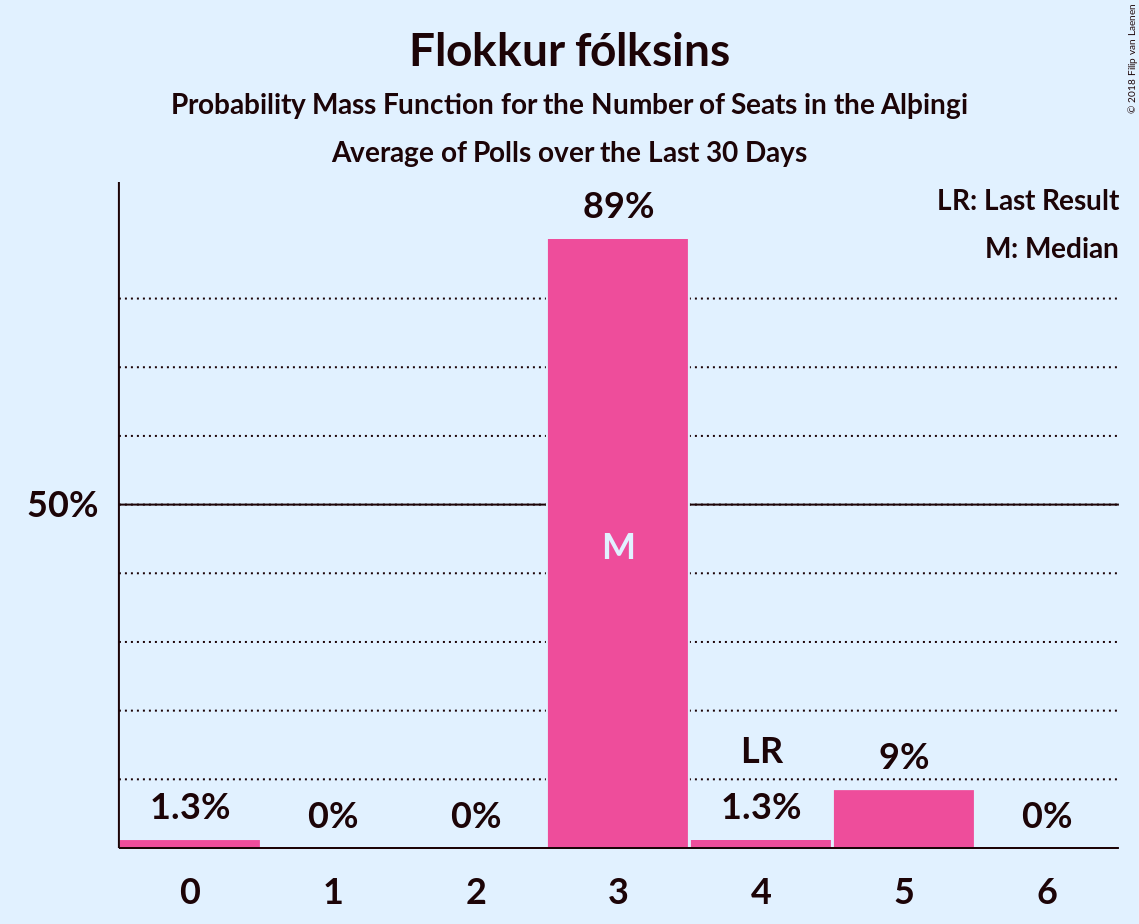 Flokkur fólksins
Probability Mass Function for the Number of Seats in the Alþingi
Average of Polls over the Last 30 Days
© 2018 Filip van Laenen
LR: Last Result
M: Median
89%
50%
M
LR
9%
1.3%
0%
0%
1.3%
0%
0 1 2 3 4 5 6